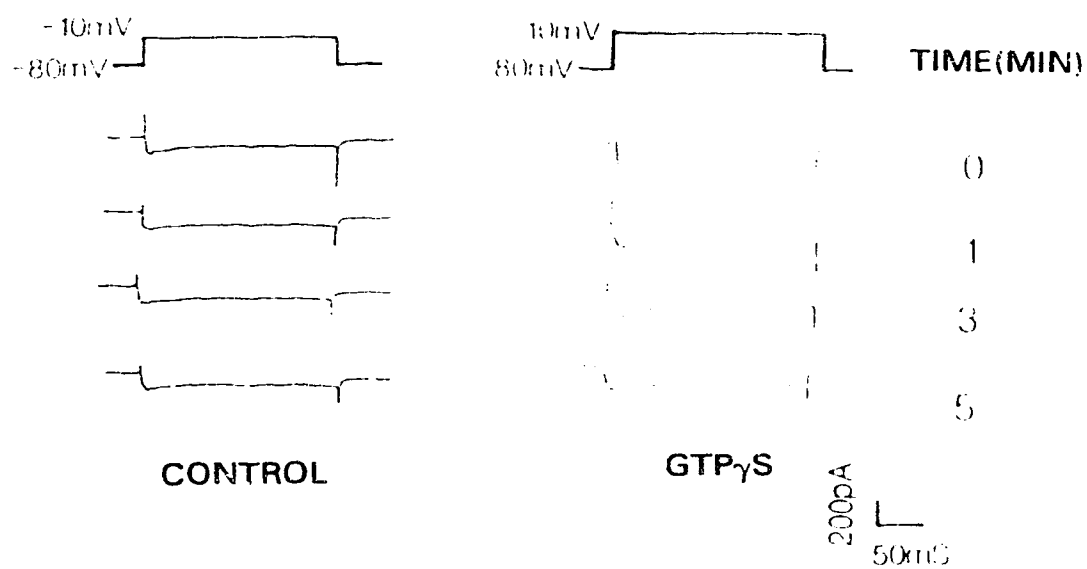 -10mV
-80mV
10mV
80mV
TIME(MIN)
0
1
3
5
CONTROL
GTPγS
200pA
50mS